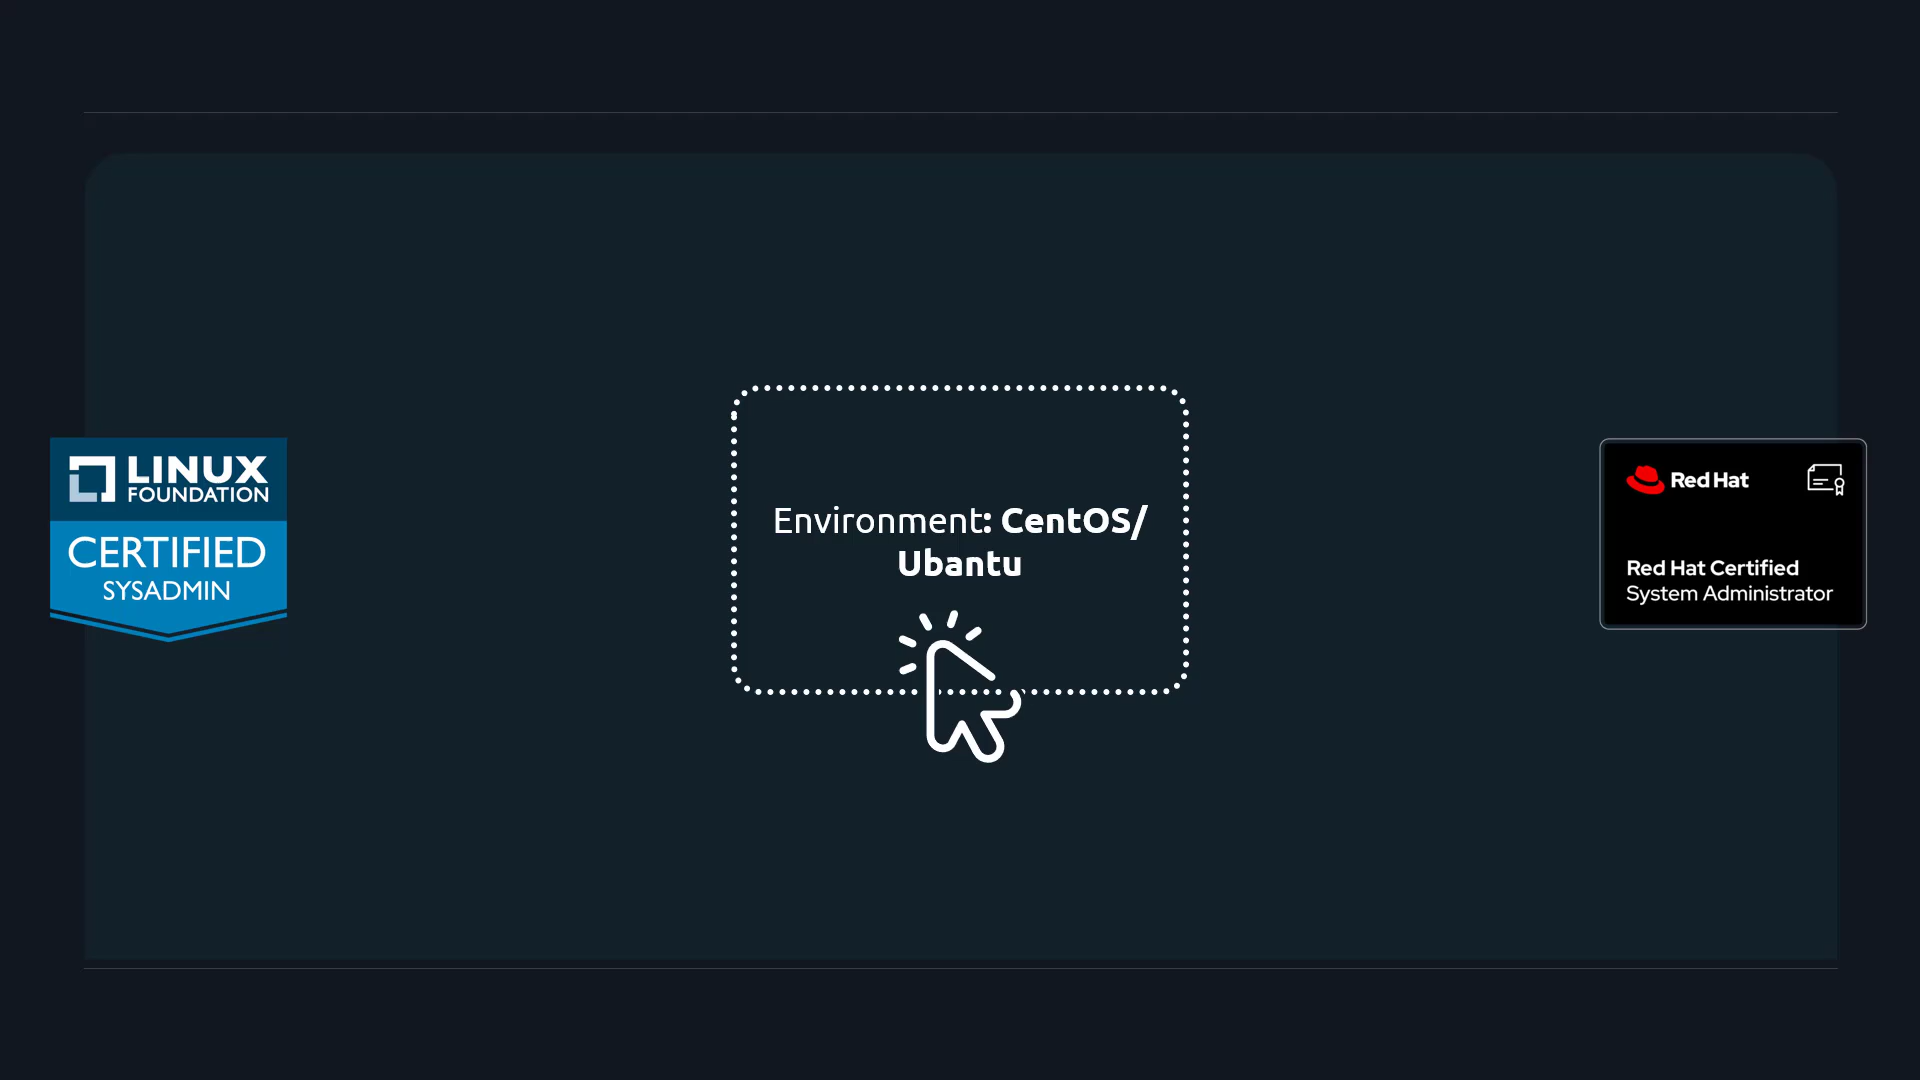 LINUX
FOUNDATION
CERTIFIED
SYSADMIN
Environment: CentOS/
Ubantu
Red Hat
Red Hat Certified
System Administrator